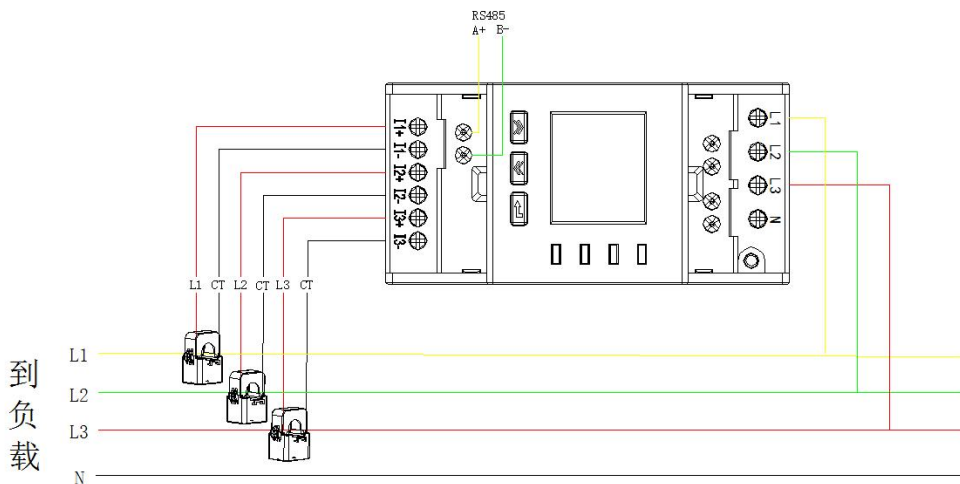 RS485
A+ B-
I1+
I1-
I2+
I2-
I3+
I3-
L1
L2
L3
N
L1 CT L2 CT L3 CT
到负载
L1
L2
L3
N